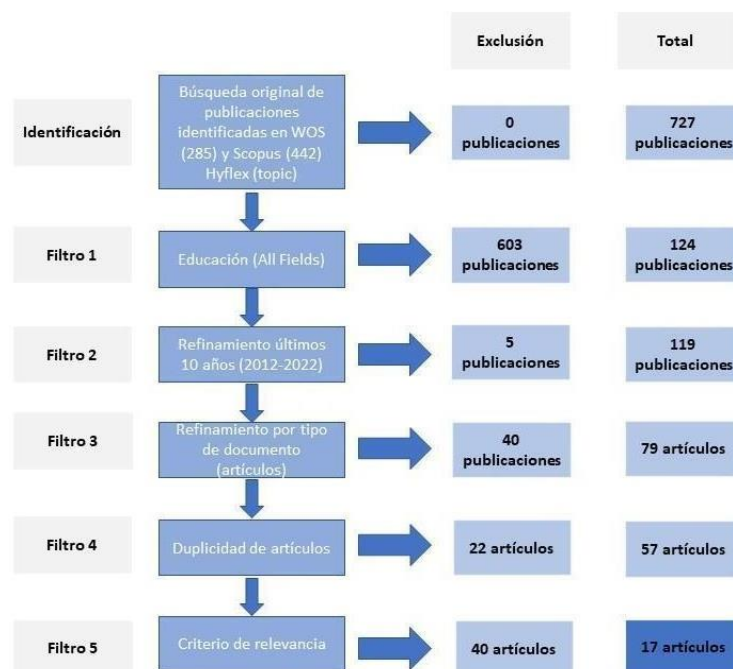 Exclusión
Total
Identificación
Búsqueda original de
publicaciones
identificadas en WOS
(285) y Scopus (442)
Hyflex (topic)
0
publicaciones
727
publicaciones
Filtro 1
Educación (All Fields)
603
publicaciones
124
publicaciones
Filtro 2
Refinamiento últimos
10 años (2012-2022)
5
publicaciones
119
publicaciones
Filtro 3
Refinamiento por tipo
de documento
(artículos)
40
publicaciones
79 artículos
Filtro 4
Duplicidad de artículos
22 artículos
57 artículos
Filtro 5
Criterio de relevancia
40 artículos
17 artículos